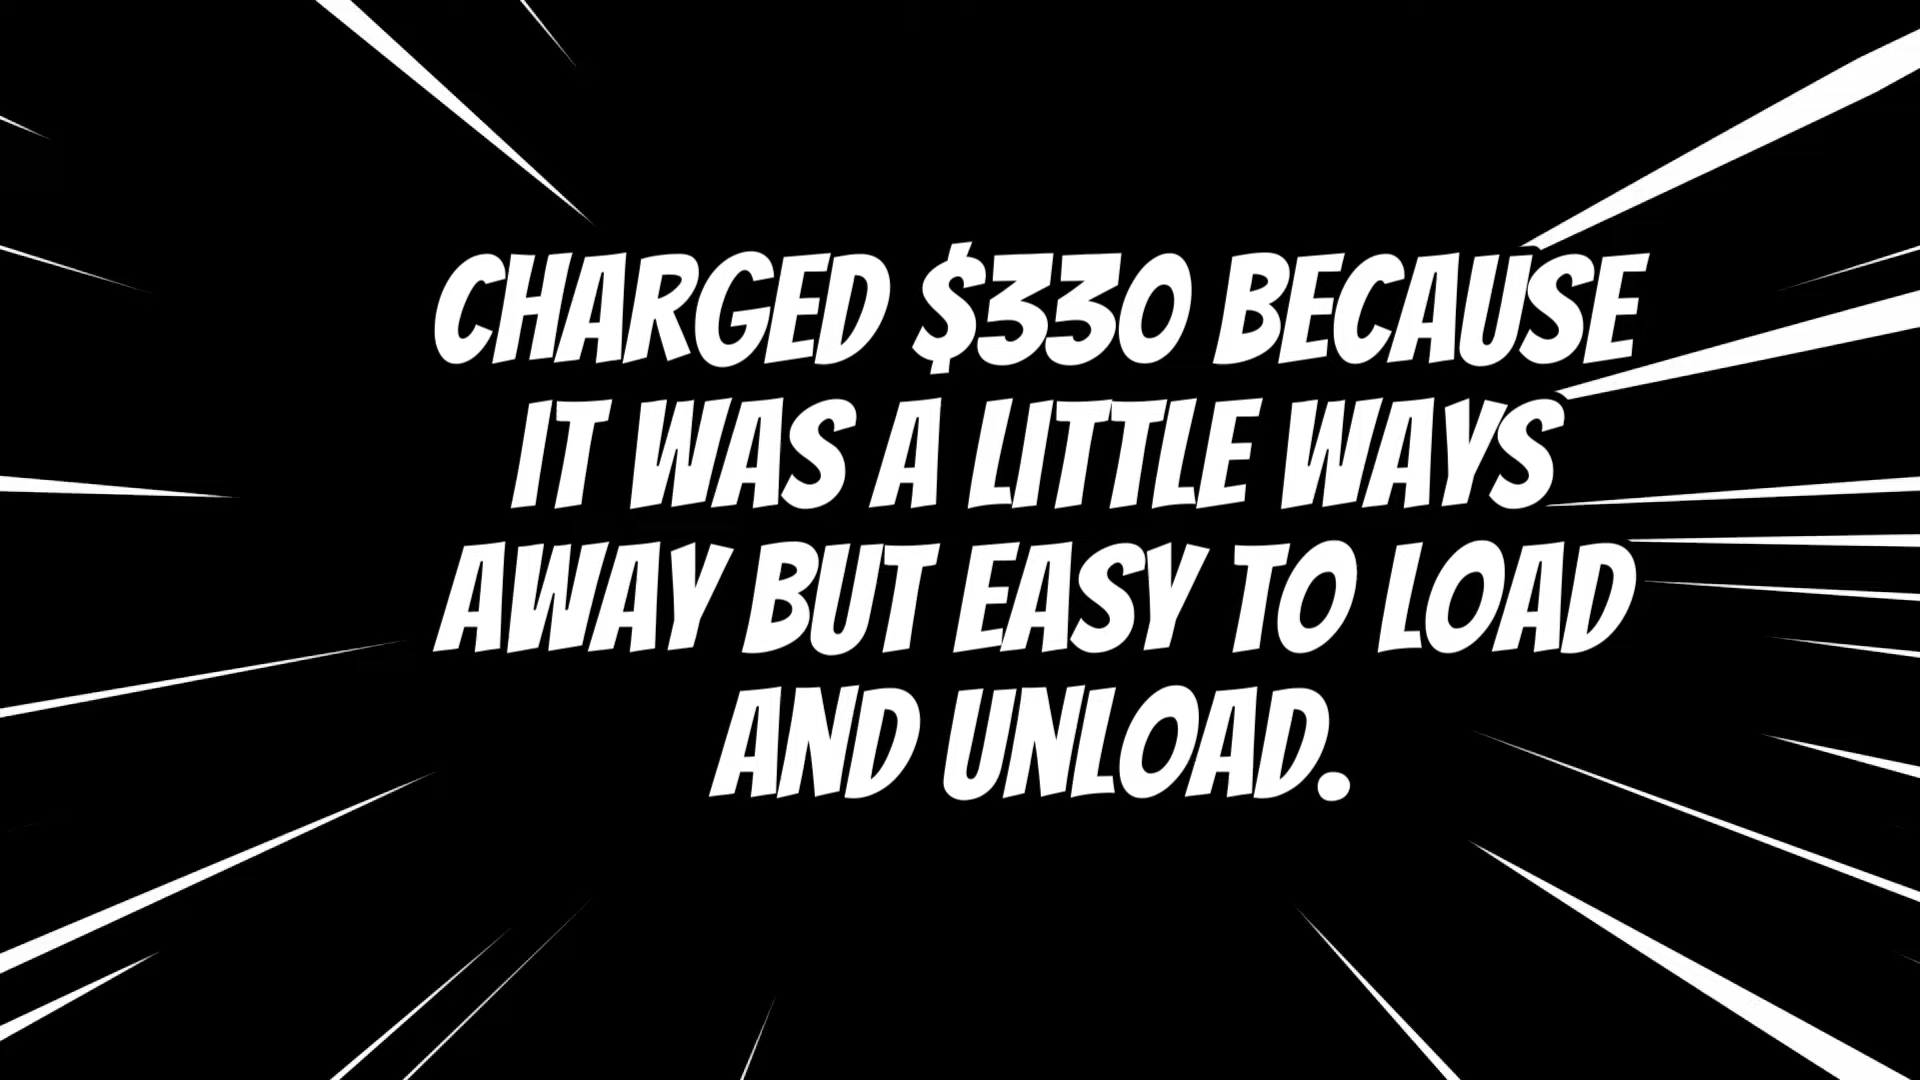 CHARGED $330 BECAUSE
IT WAS A LITTLE WAYS
AWAY BUT EASY TO LOAD
AND UNLOAD.